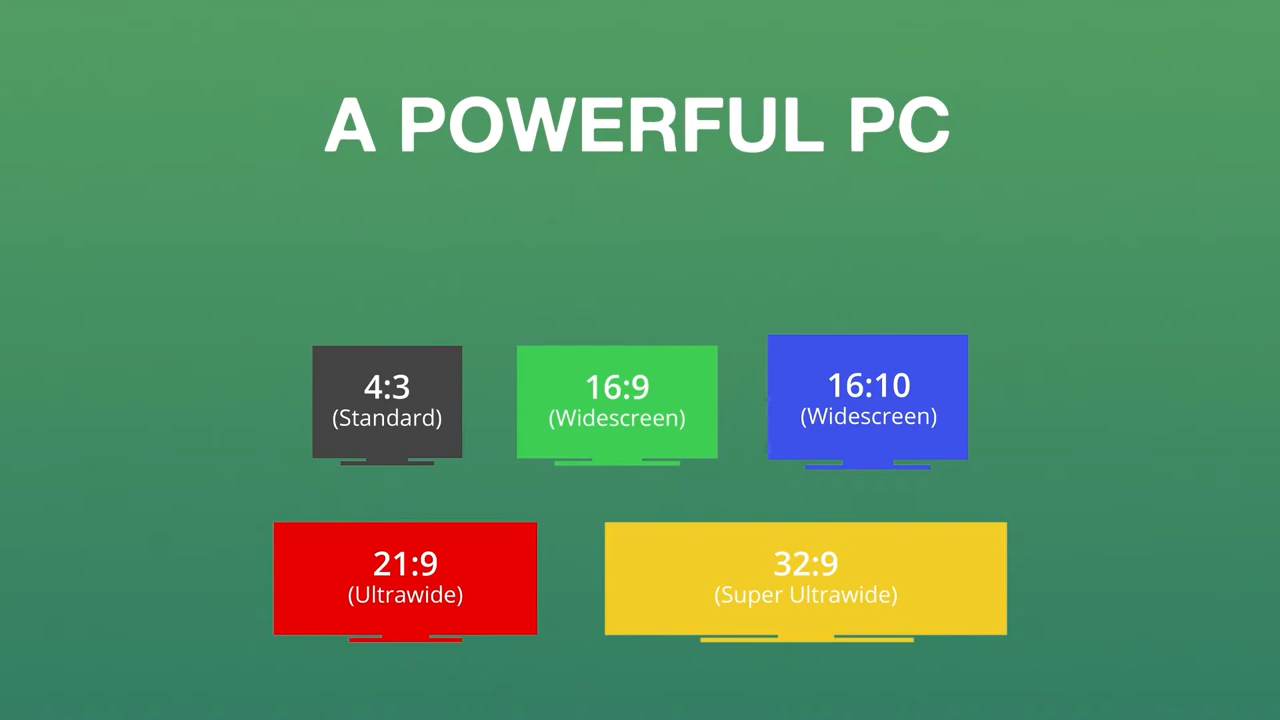 A POWERFUL PC
4:3
(Standard)
16:9
(Widescreen)
16:10
(Widescreen)
21:9
(Ultrawide)
32:9
(Super Ultrawide)